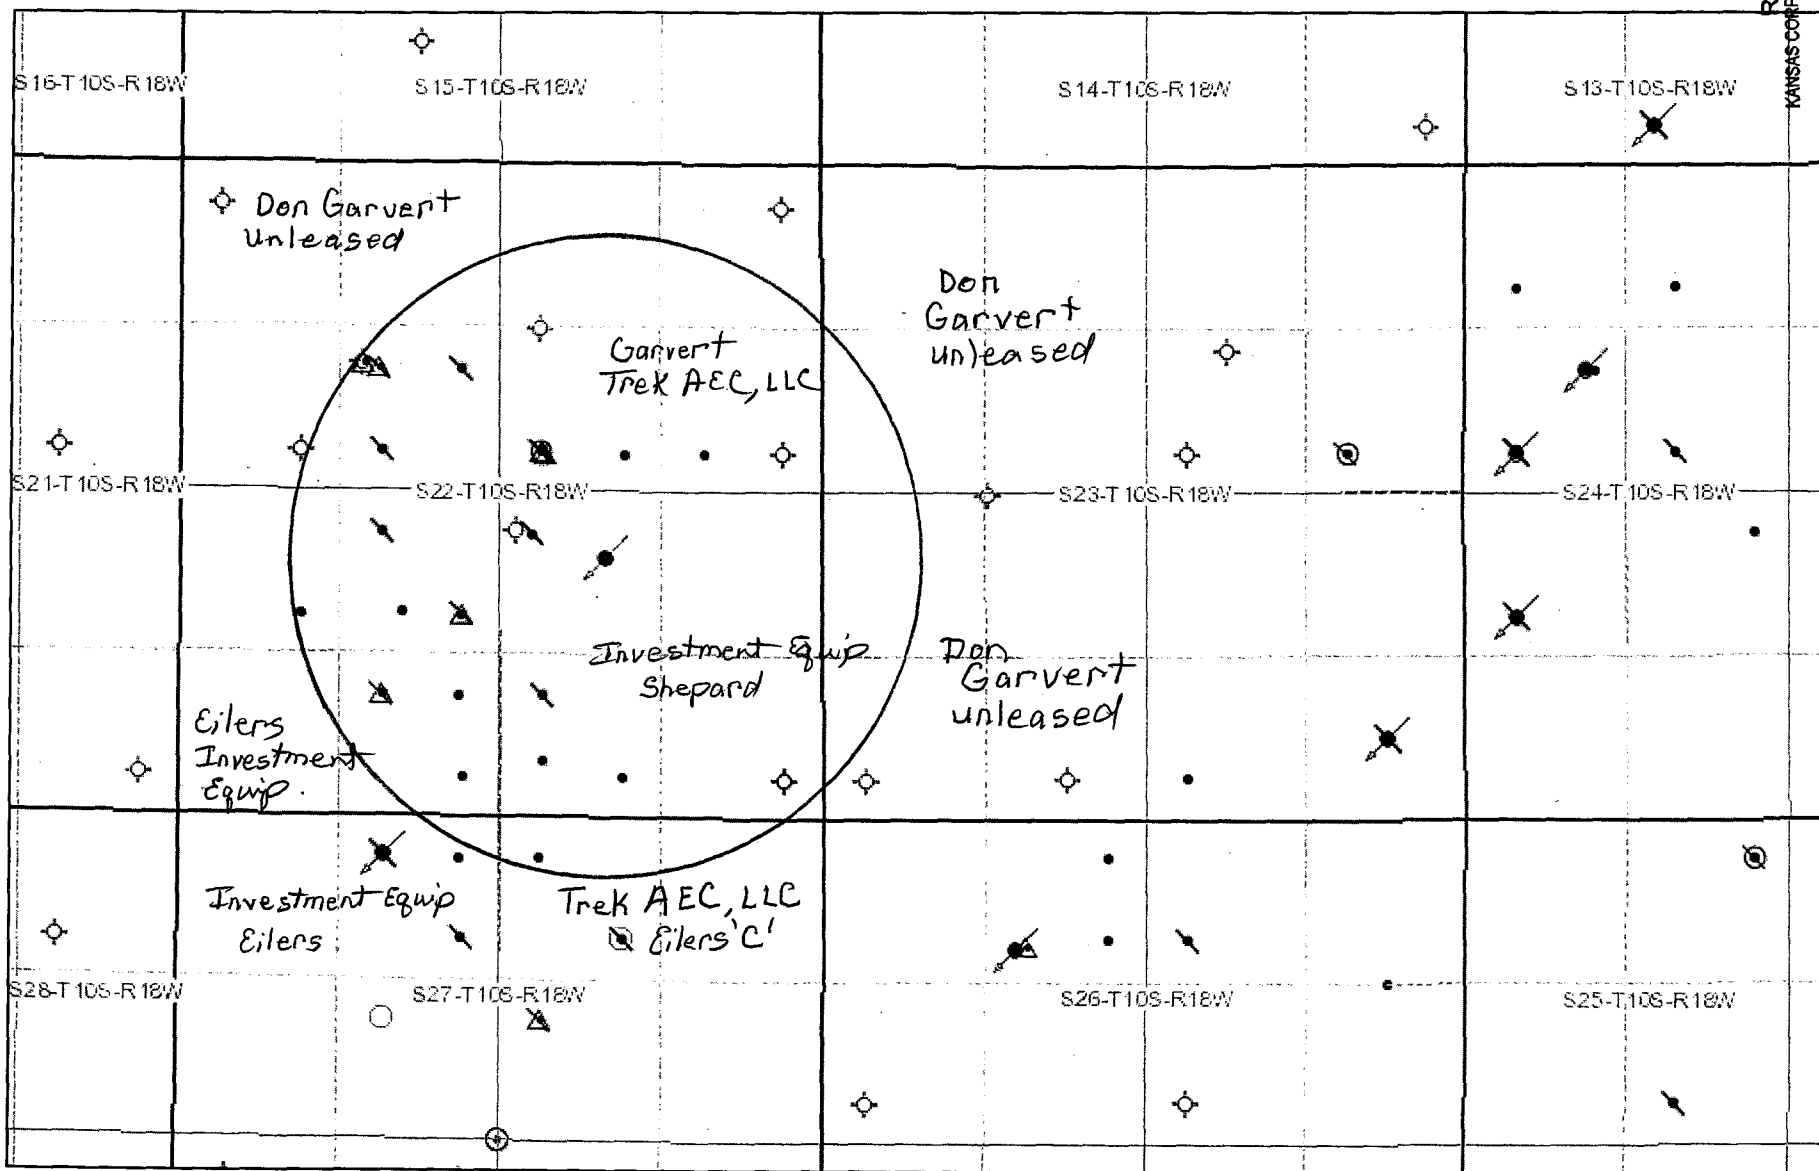 R
KANSAS CORP
S16-T10S-R18W
S15-T10S-R18W
S14-T10S-R18W
S13-T10S-R18W
Don Garvert
Unleased
Don
Garvert
unleased
Garvert
Trek AEC, LLC
S21-T10S-R18W
S22-T10S-R18W
S23-T10S-R18W
S24-T10S-R18W
Investment Equip
Shepard
Don
Garvert
unleased
Eilers
Investment
Equip.
Investment Equip
Eilers
Trek AEC, LLC
Eilers 'C'
S28-T10S-R18W
S27-T10S-R18W
S26-T10S-R18W
S25-T10S-R18W